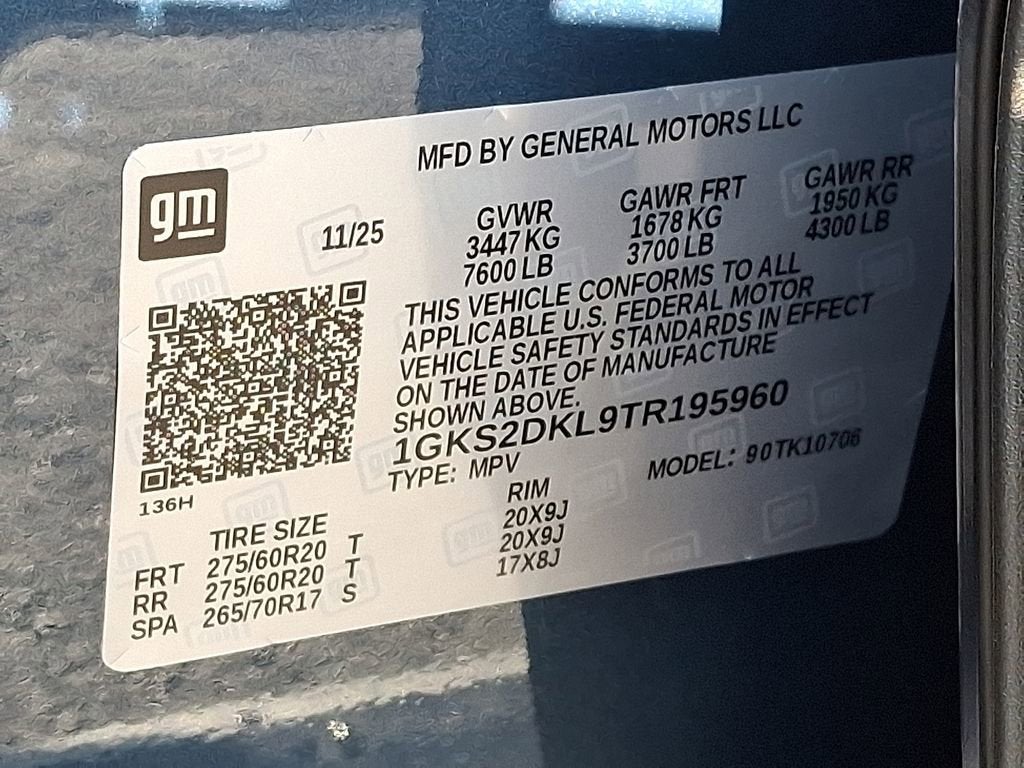 gm
MFD BY GENERAL MOTORS LLC
11/25
GVWR GAWR FRT GAWR RR
3447 KG 1678 KG 1950 KG
7600 LB 3700 LB 4300 LB
THIS VEHICLE CONFORMS TO ALL
APPLICABLE U.S. FEDERAL MOTOR
VEHICLE SAFETY STANDARDS IN EFFECT
ON THE DATE OF MANUFACTURE
SHOWN ABOVE.
1GKS2DKL9TR195960
TYPE: MPV MODEL: 90TK10706
136H
TIRE SIZE RIM
FRT 275/60R20 T 20X9J
RR 275/60R20 T 20X9J
SPA 265/70R17 S 17X8J